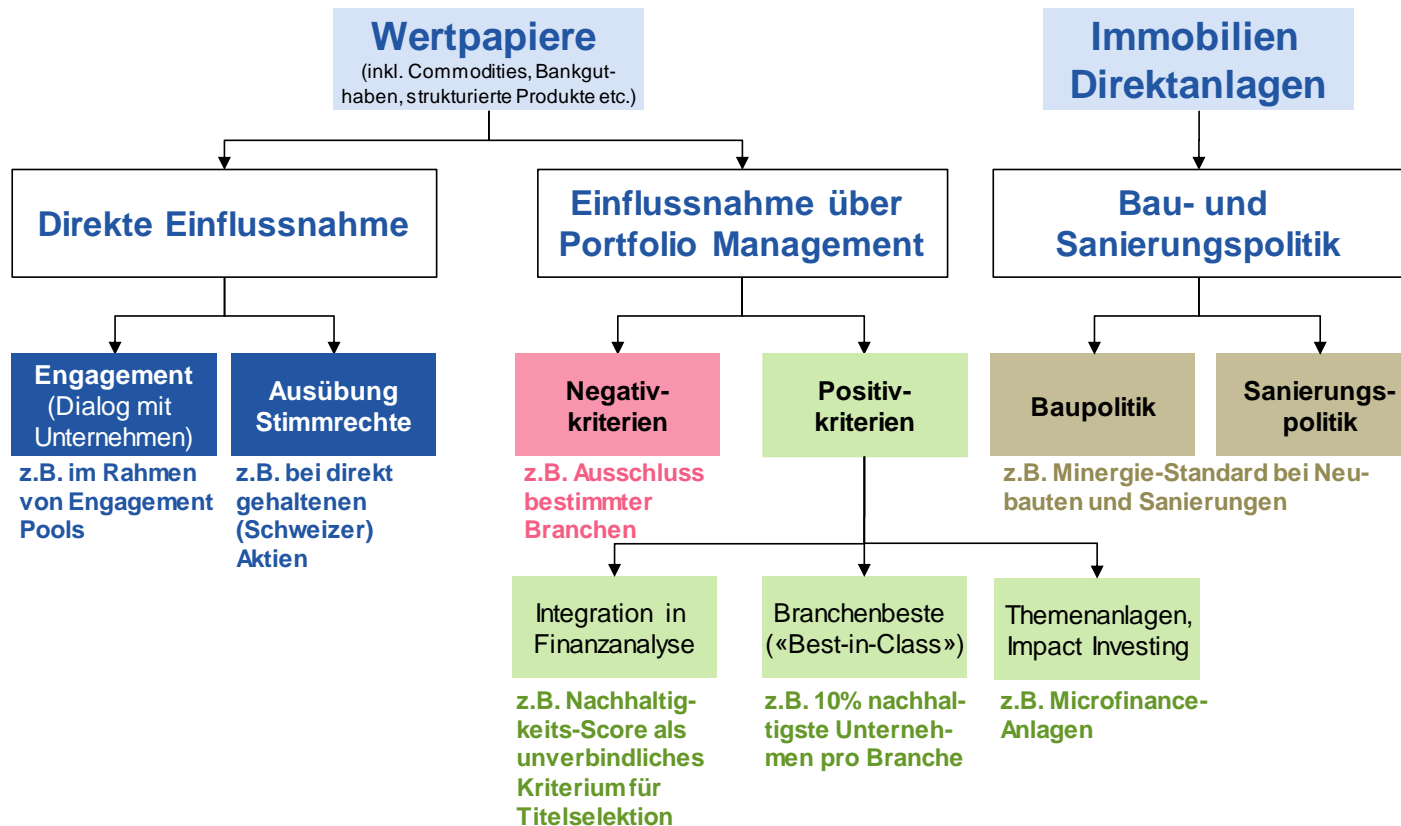 Wertpapiere
(inkl. Commodities, Bankgut-
haben, strukturierte Produkte etc.)
Immobilien
Direktanlagen
Direkte Einflussnahme
Einflussnahme über
Portfolio Management
Bau- und
Sanierungspolitik
Engagement
(Dialog mit
Unternehmen)
Ausübung
Stimmrechte
Negativ-
kriterien
Positiv-
kriterien
Baupolitik
Sanierungs-
politik
z.B. im Rahmen
von Engagement
Pools
z.B. bei direkt
gehaltenen
(Schweizer)
Aktien
z.B. Ausschluss
bestimmter
Branchen
z.B. Minergie-Standard bei Neu-
bauten und Sanierungen
Integration in
Finanzanalyse
Branchenbeste
(«Best-in-Class»)
Themenanlagen,
Impact Investing
z.B. Nachhaltig-
keits-Score als
unverbindliches
Kriterium für
Titelselektion
z.B. 10% nachhal-
tigste Unterneh-
men pro Branche
z.B. Microfinance-
Anlagen